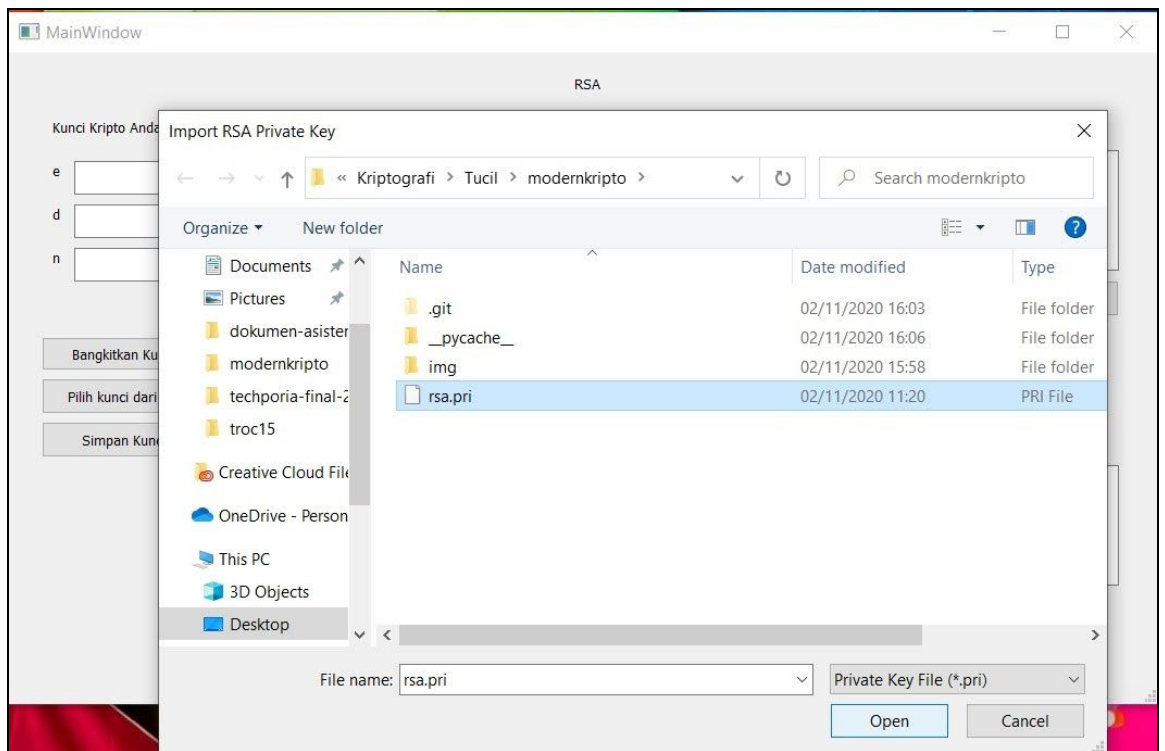 MainWindow
RSA
Kunci Kripto Anda
e
d
n
Bangkitkan Ku
Pilih kunci dari
Simpan Kunc
Import RSA Private Key
« Kriptografi > Tucil > modernkripto >
Search modernkripto
Organize
New folder
?
Documents
Pictures
dokumen-asister
modernkripto
techporia-final-2
troc15
Creative Cloud File
OneDrive - Person
This PC
3D Objects
Desktop
Name Date modified Type
.git 02/11/2020 16:03 File folder
__pycache__ 02/11/2020 16:06 File folder
img 02/11/2020 15:58 File folder
rsa.pri 02/11/2020 11:20 PRI File
File name: rsa.pri
Private Key File (*.pri)
Open Cancel